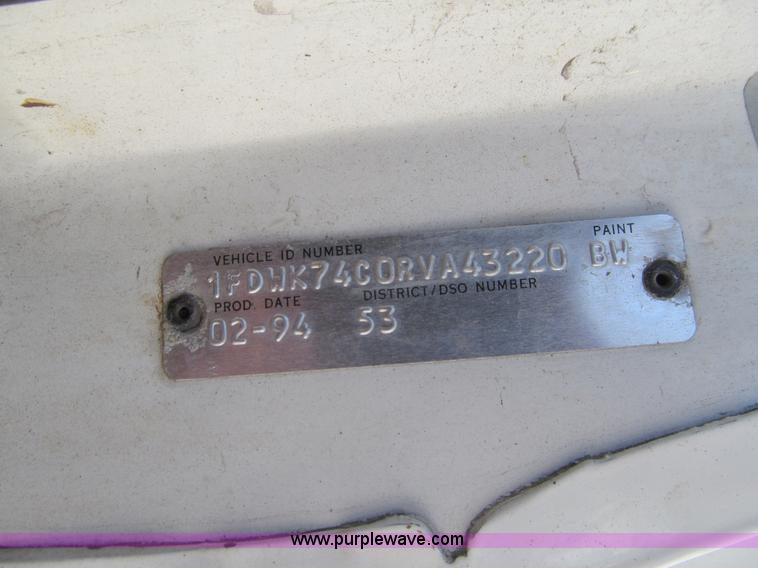 PAINT
VEHICLE ID NUMBER
1FDWK74C0RVA43220 BW
PROD. DATE DISTRICT/DSO NUMBER
02-94 53
www.purplewave.com